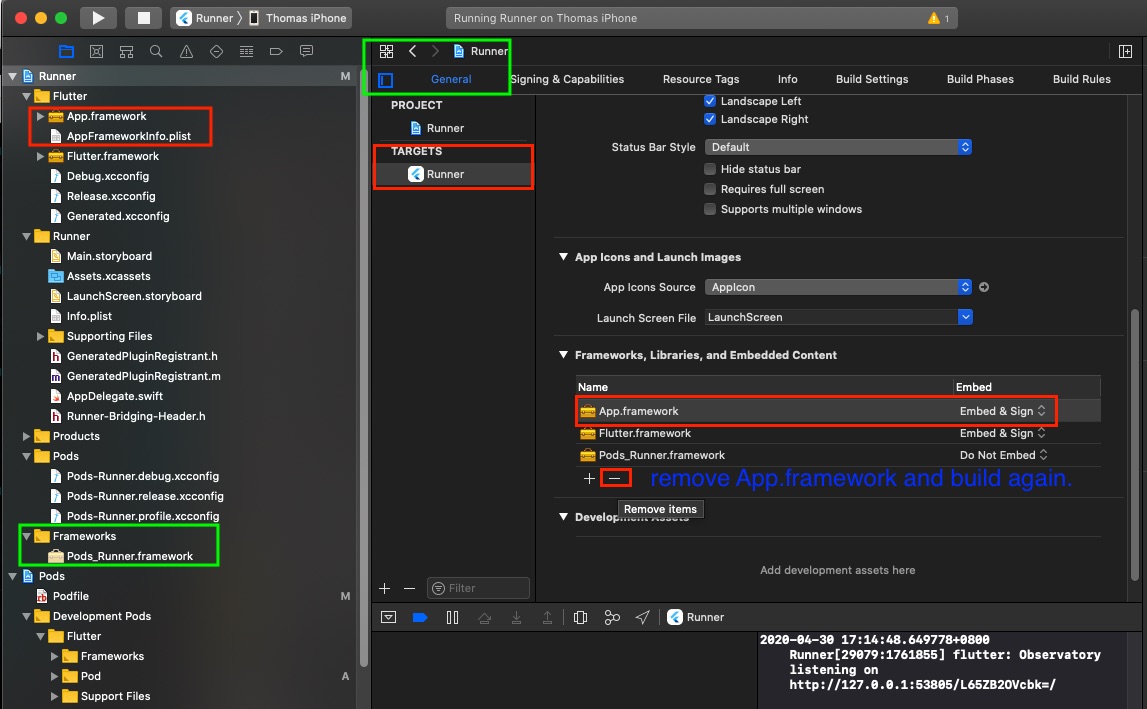 Runner 〉 Thomas iPhone
Running Runner on Thomas iPhone
1
Runner
M
Flutter
App.framework
AppFrameworkInfo.plist
Flutter.framework
Debug.xcconfig
Release.xcconfig
Generated.xcconfig
Runner
Main.storyboard
Assets.xcassets
LaunchScreen.storyboard
Info.plist
Supporting Files
GeneratedPluginRegistrant.h
GeneratedPluginRegistrant.m
AppDelegate.swift
Runner-Bridging-Header.h
Products
Pods
Pods-Runner.debug.xcconfig
Pods-Runner.release.xcconfig
Pods-Runner.profile.xcconfig
Frameworks
Pods_Runner.framework
Pods
Podfile
M
Development Pods
Flutter
Frameworks
Pod
A
Support Files
Runner
General
Signing & Capabilities
Resource Tags
Info
Build Settings
Build Phases
Build Rules
PROJECT
Runner
TARGETS
Runner
Filter
Landscape Left
Landscape Right
Status Bar Style
Default
Hide status bar
Requires full screen
Supports multiple windows
App Icons and Launch Images
App Icons Source
AppIcon
Launch Screen File
LaunchScreen
Frameworks, Libraries, and Embedded Content
Name
Embed
App.framework
Embed & Sign
Flutter.framework
Embed & Sign
Pods_Runner.framework
Do Not Embed
remove App.framework and build again.
Remove items
Development Assets
Add development assets here
Runner
2020-04-30 17:14:48.649778+0800
Runner[29079:1761855] flutter: Observatory
listening on
http://127.0.0.1:53805/L65ZB2OVcbk=/